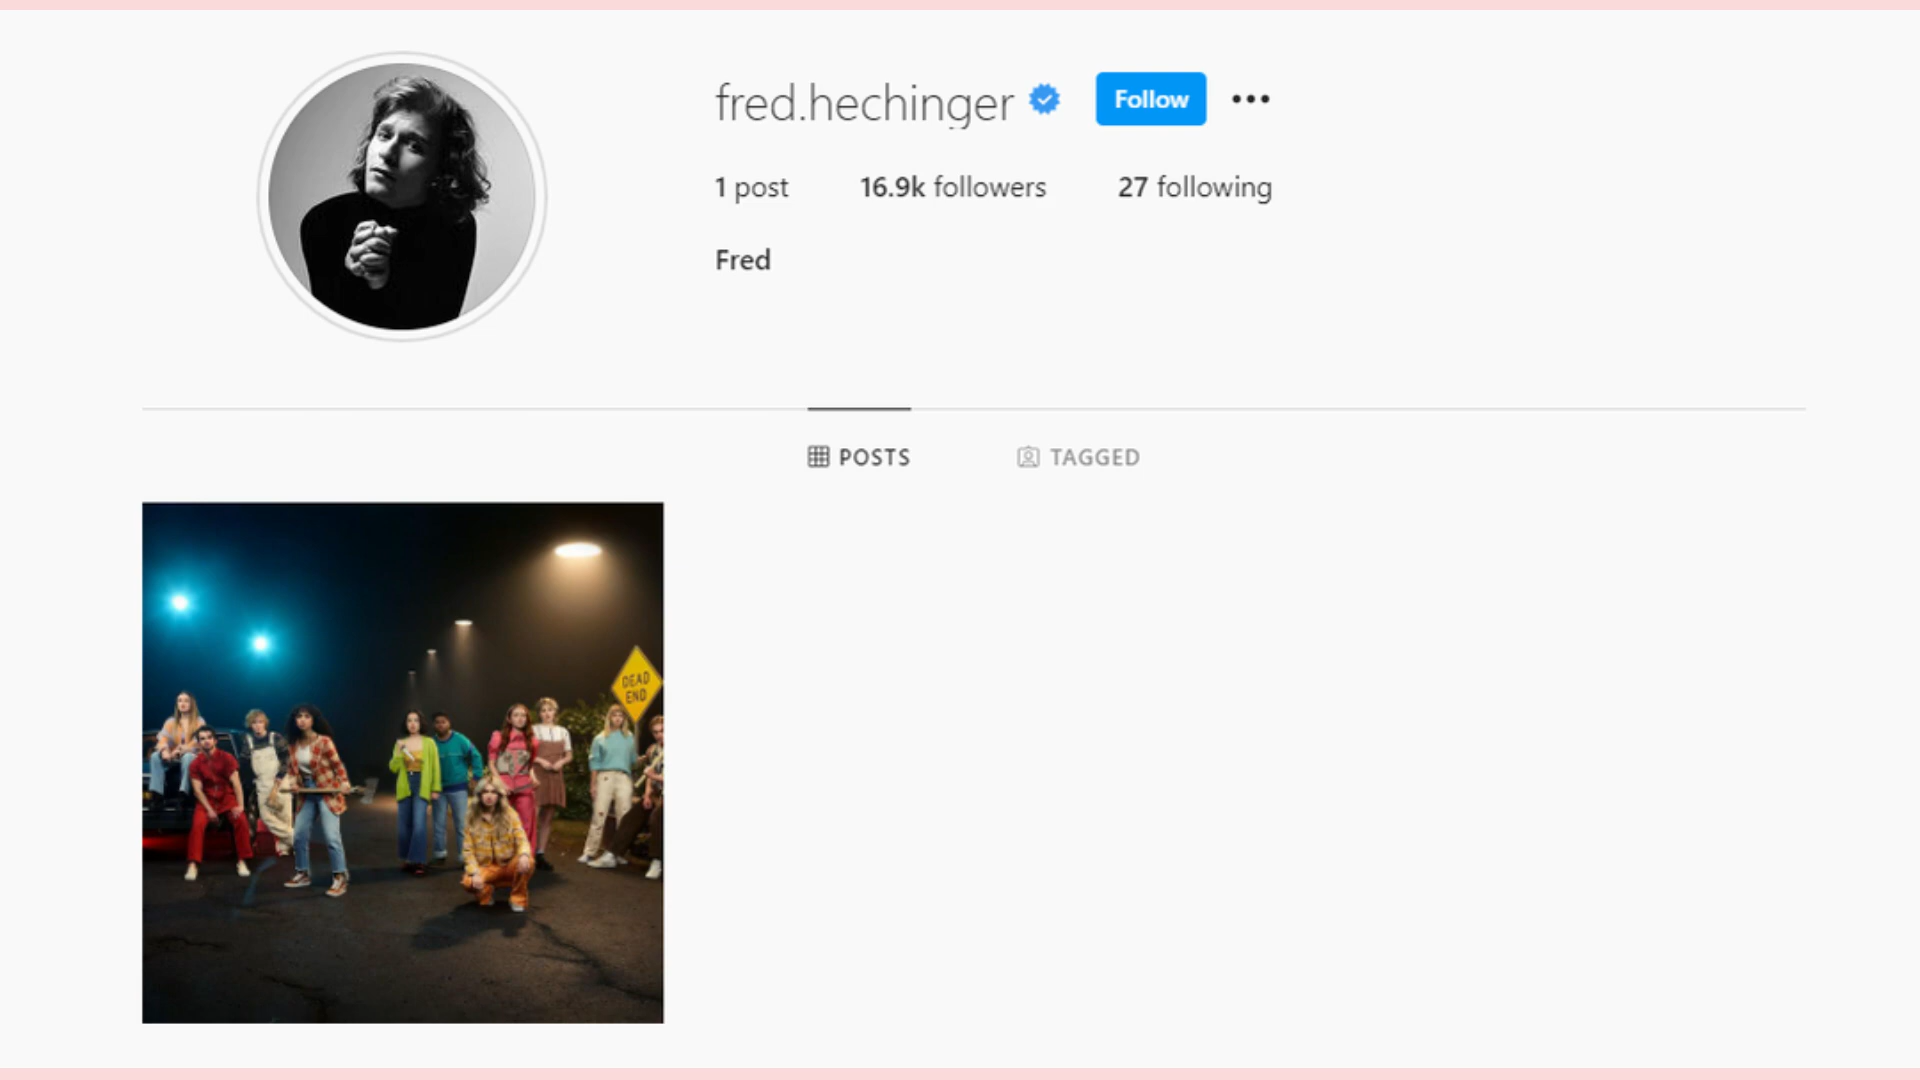 fred.hechinger Follow
1 post 16.9k followers 27 following
Fred
POSTS TAGGED
DEAD
END